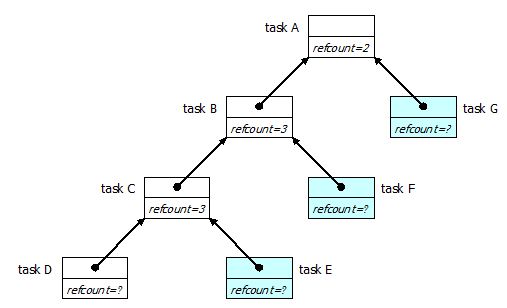 task A
refcount=2
task B
refcount=3
task G
refcount=?
task C
refcount=3
task F
refcount=?
task D
refcount=?
task E
refcount=?